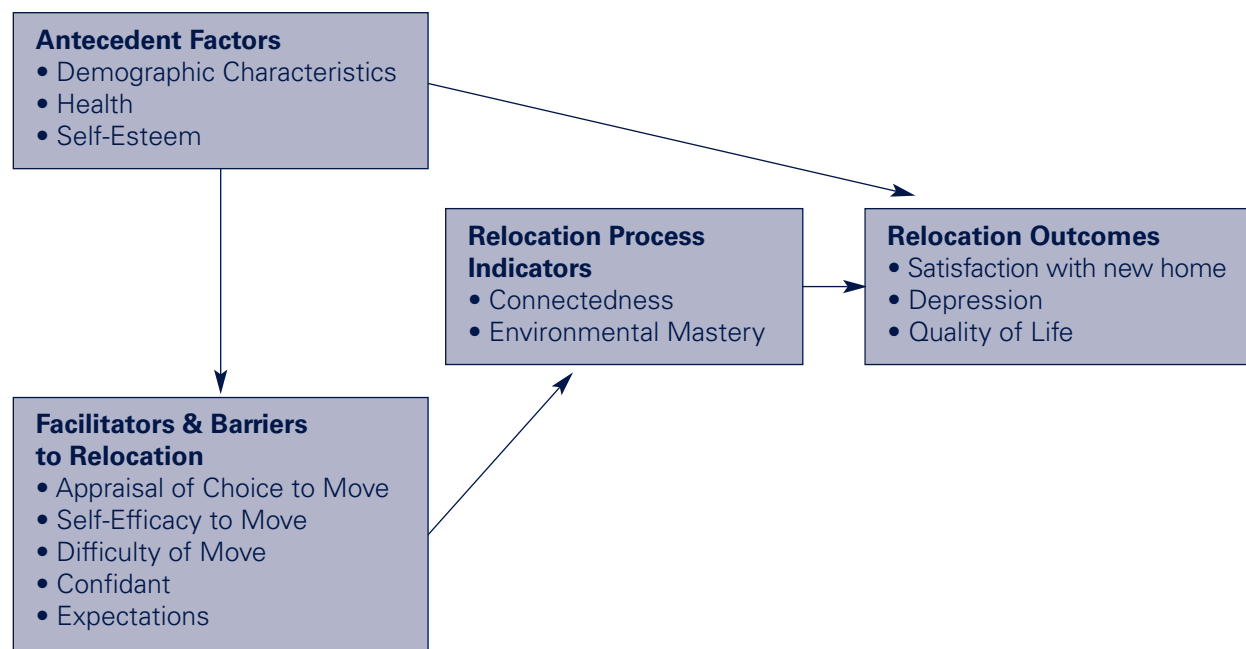 Antecedent Factors
• Demographic Characteristics
• Health
• Self-Esteem
Relocation Process
Indicators
• Connectedness
• Environmental Mastery
Relocation Outcomes
• Satisfaction with new home
• Depression
• Quality of Life
Facilitators & Barriers
to Relocation
• Appraisal of Choice to Move
• Self-Efficacy to Move
• Difficulty of Move
• Confidant
• Expectations